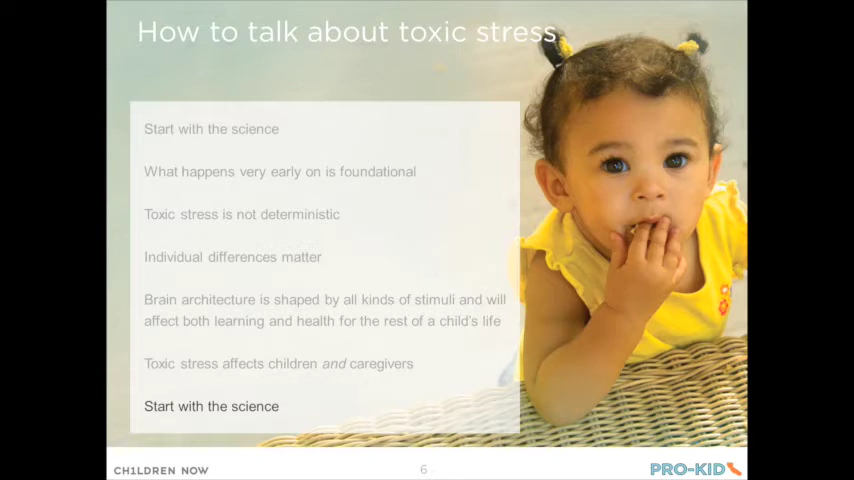 How to talk about toxic stress
Start with the science
What happens very early on is foundational
Toxic stress is not deterministic
Individual differences matter
Brain architecture is shaped by all kinds of stimuli and will
affect both learning and health for the rest of a child's life
Toxic stress affects children and caregivers
Start with the science
CH1LDREN NOW
6
PRO-KID